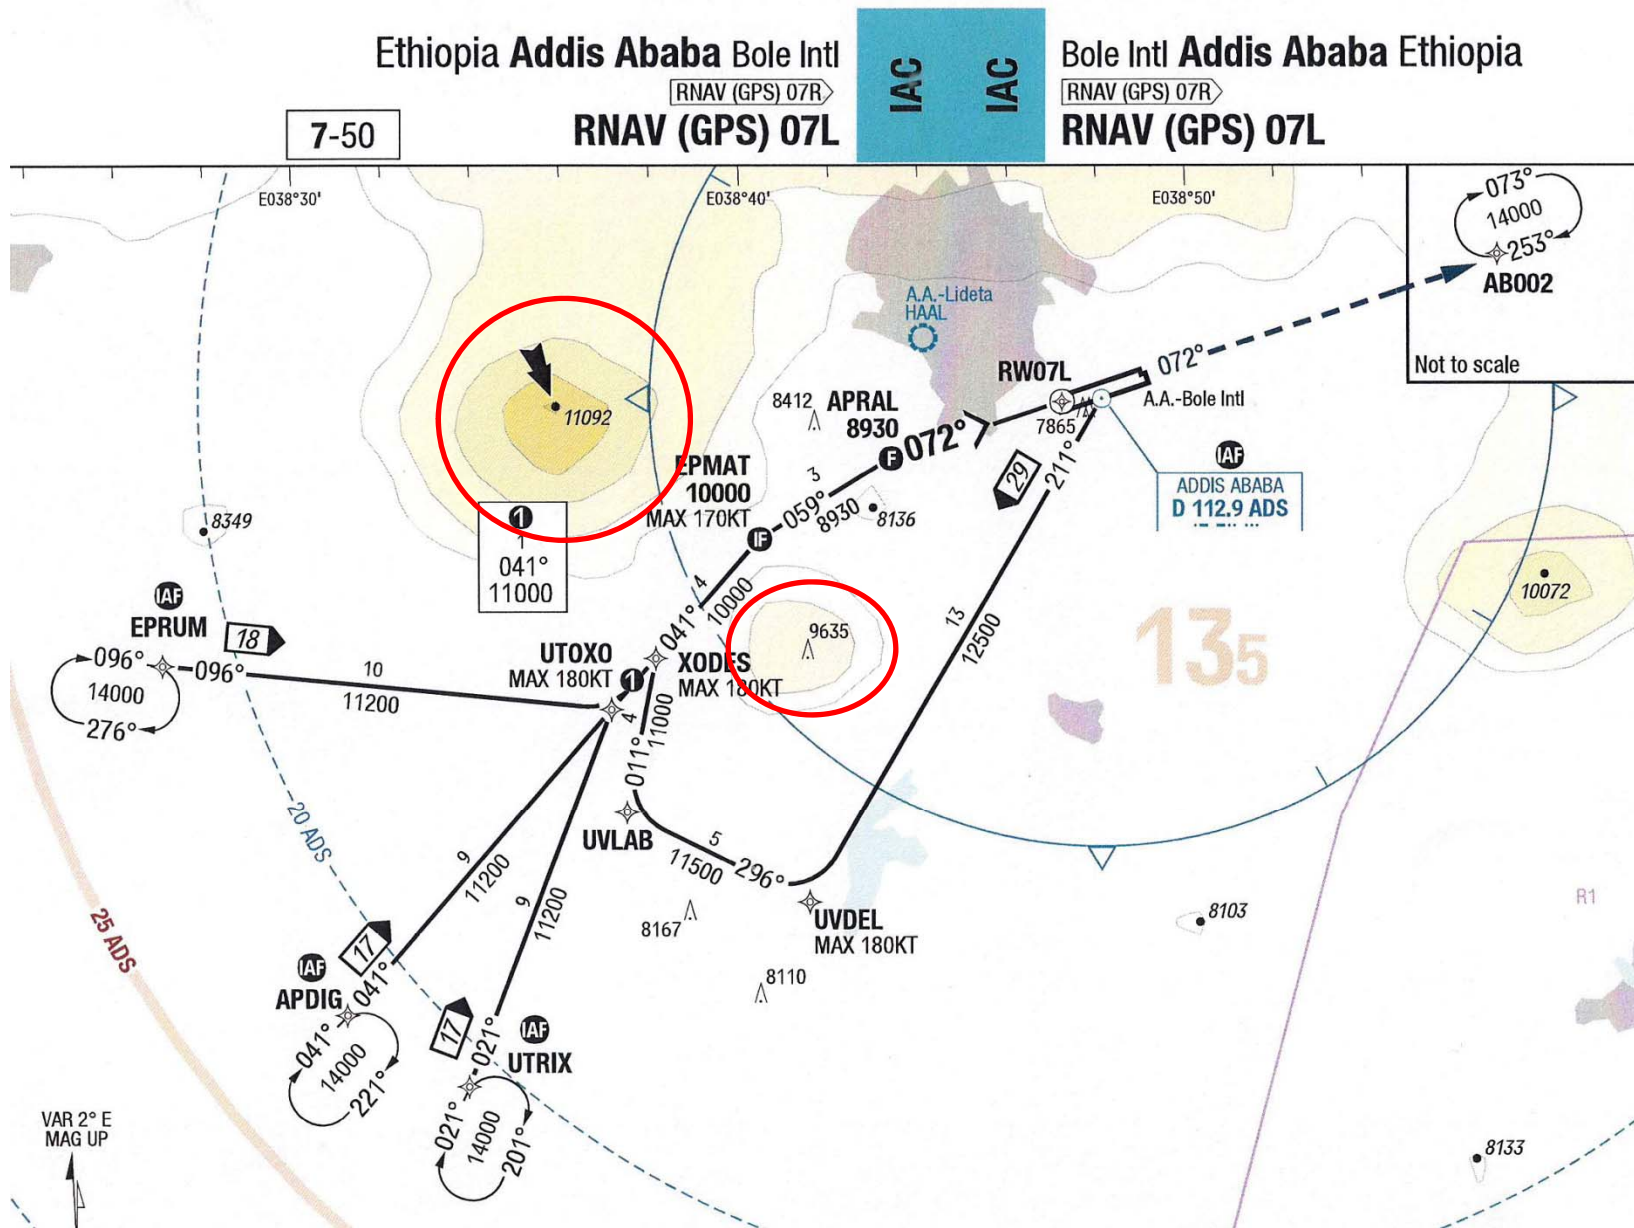 Ethiopia Addis Ababa Bole Intl
RNAV (GPS) 07R
7-50
RNAV (GPS) 07L
IAC
IAC
Bole Intl Addis Ababa Ethiopia
RNAV (GPS) 07R
RNAV (GPS) 07L
E038°30'
E038°40'
E038°50'
073°
14000
253°
AB002
Not to scale
A.A.-Lideta
HAAL
11092
8412
APRAL
8930
072°
RW07L
7865
072°
A.A.-Bole Intl
211°
29
IAF
ADDIS ABABA
D 112.9 ADS
EPMAT
10000
MAX 170KT
IF
F
3
059°
8930
8136
8349
1
1
041°
11000
4
10000
041°
9635
10072
135
13
12500
IAF
EPRUM
18
096°
14000
276°
096°
10
11200
UTOXO
MAX 180KT
1
XODES
MAX 180KT
4
11000
011°
UVLAB
5
11500
296°
UVDEL
MAX 180KT
20 ADS
25 ADS
9
11200
9
11200
8167
8110
8103
R1
IAF
APDIG
17
041°
041°
14000
221°
17
021°
IAF
UTRIX
021°
14000
201°
VAR 2° E
MAG UP
8133